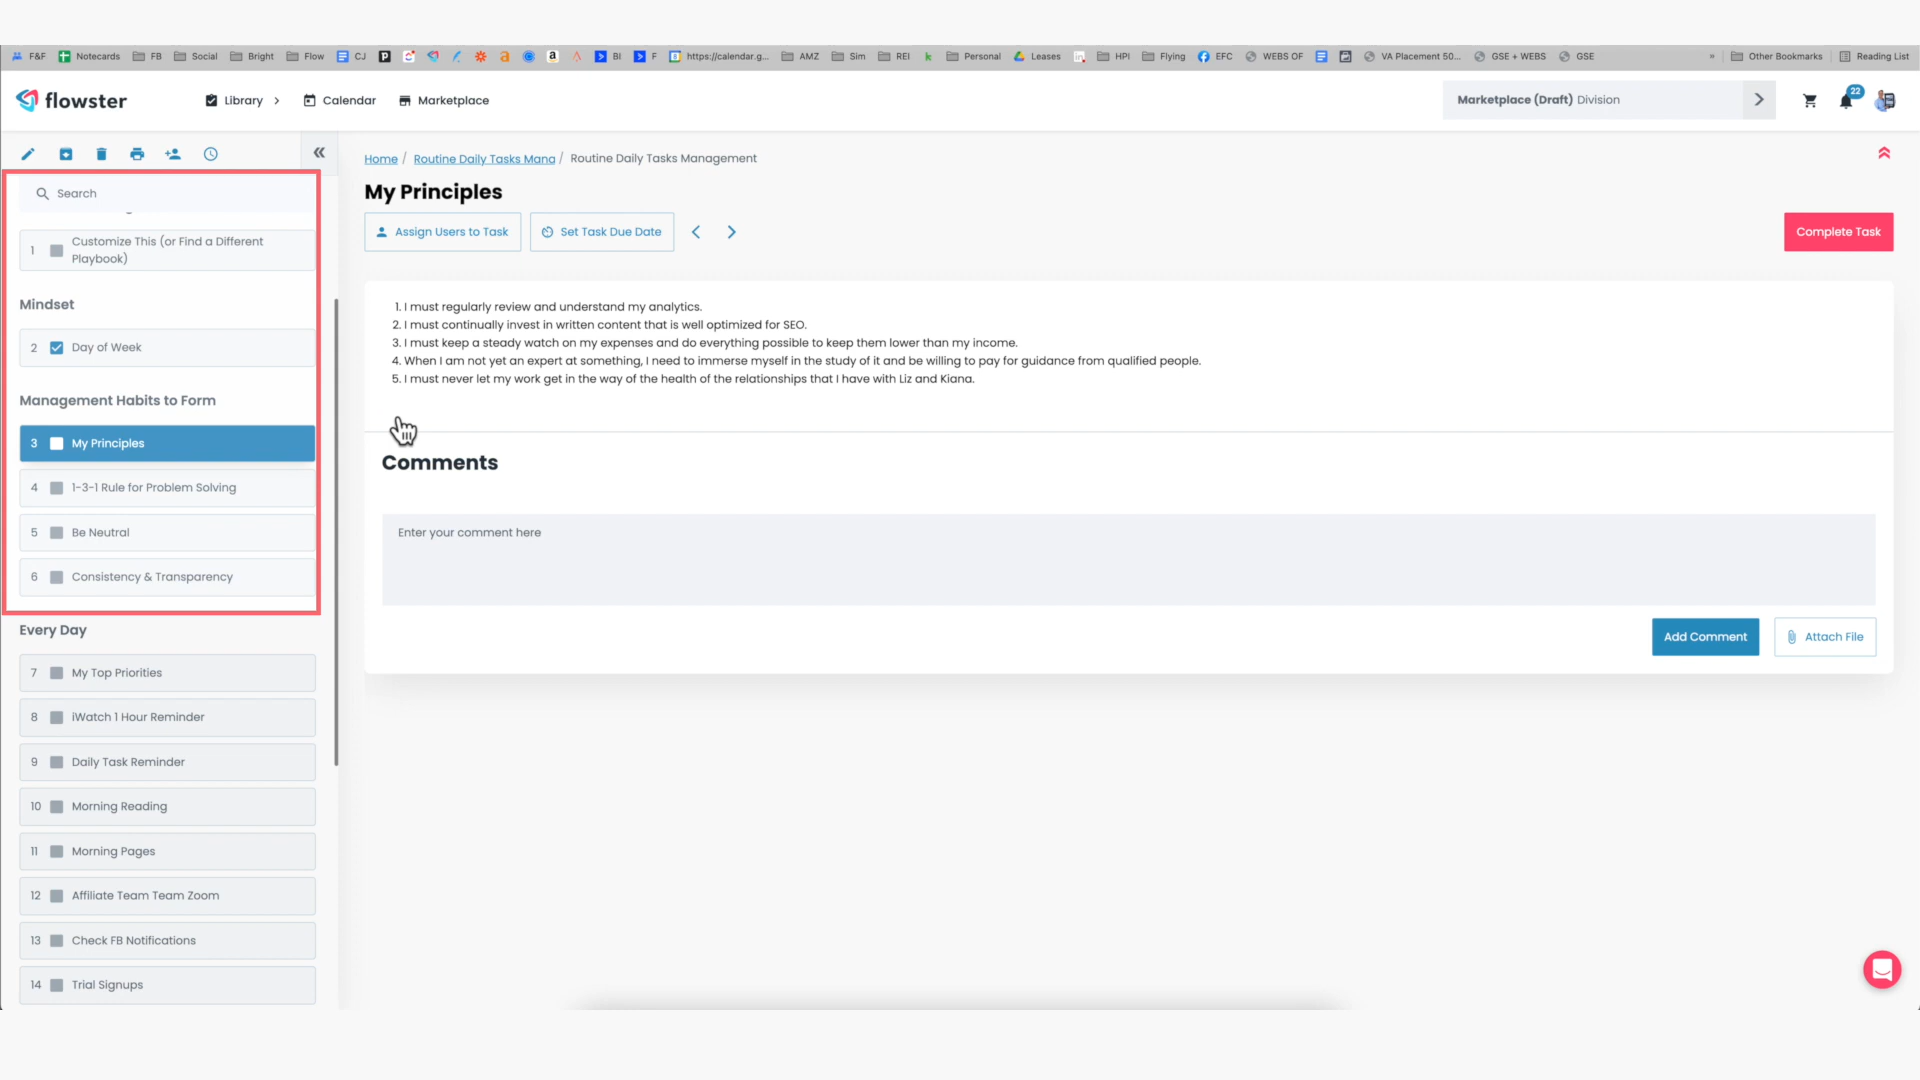 F&F Notecards FB Social Bright Flow CJ BI F https://calendar.g... AMZ Sim REI Personal Leases HPI Flying EFC WEBS OF VA Placement 50... GSE + WEBS GSE » Other Bookmarks Reading List
flowster Library Calendar Marketplace Marketplace (Draft) Division 22
Home / Routine Daily Tasks Mana / Routine Daily Tasks Management
My Principles
Assign Users to Task Set Task Due Date Complete Task
Search
1 Customize This (or Find a Different
Playbook)
Mindset
2 Day of Week
Management Habits to Form
3 My Principles
4 1-3-1 Rule for Problem Solving
5 Be Neutral
6 Consistency & Transparency
Every Day
7 My Top Priorities
8 iWatch 1 Hour Reminder
9 Daily Task Reminder
10 Morning Reading
11 Morning Pages
12 Affiliate Team Team Zoom
13 Check FB Notifications
14 Trial Signups
1. I must regularly review and understand my analytics.
2. I must continually invest in written content that is well optimized for SEO.
3. I must keep a steady watch on my expenses and do everything possible to keep them lower than my income.
4. When I am not yet an expert at something, I need to immerse myself in the study of it and be willing to pay for guidance from qualified people.
5. I must never let my work get in the way of the health of the relationships that I have with Liz and Kiana.
Comments
Enter your comment here
Add Comment Attach File